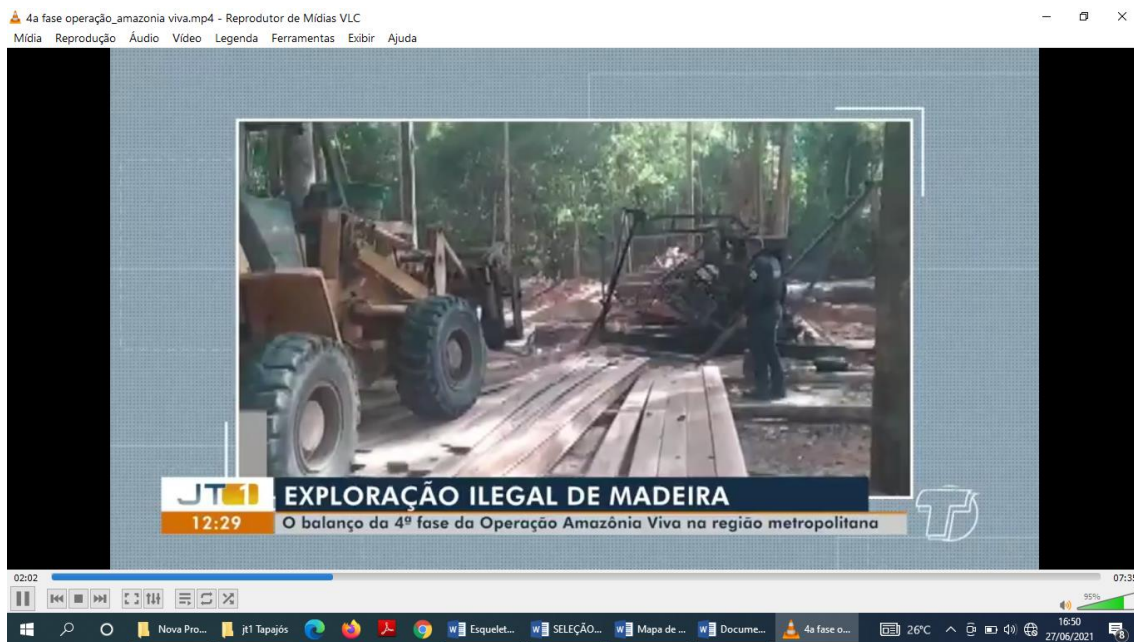 4a fase operação_amazonia viva.mp4 - Reprodutor de Mídias VLC
Mídia Reprodução Áudio Vídeo Legenda Ferramentas Exibir Ajuda
JT1 EXPLORAÇÃO ILEGAL DE MADEIRA
12:29 O balanço da 4ª fase da Operação Amazônia Viva na região metropolitana
02:02 07:35
95%
Nova Pro... jt1 Tapajós Esquelet... SELEÇÃO... Mapa de ... Docume... 4a fase o... 26°C 16:50
27/06/2021